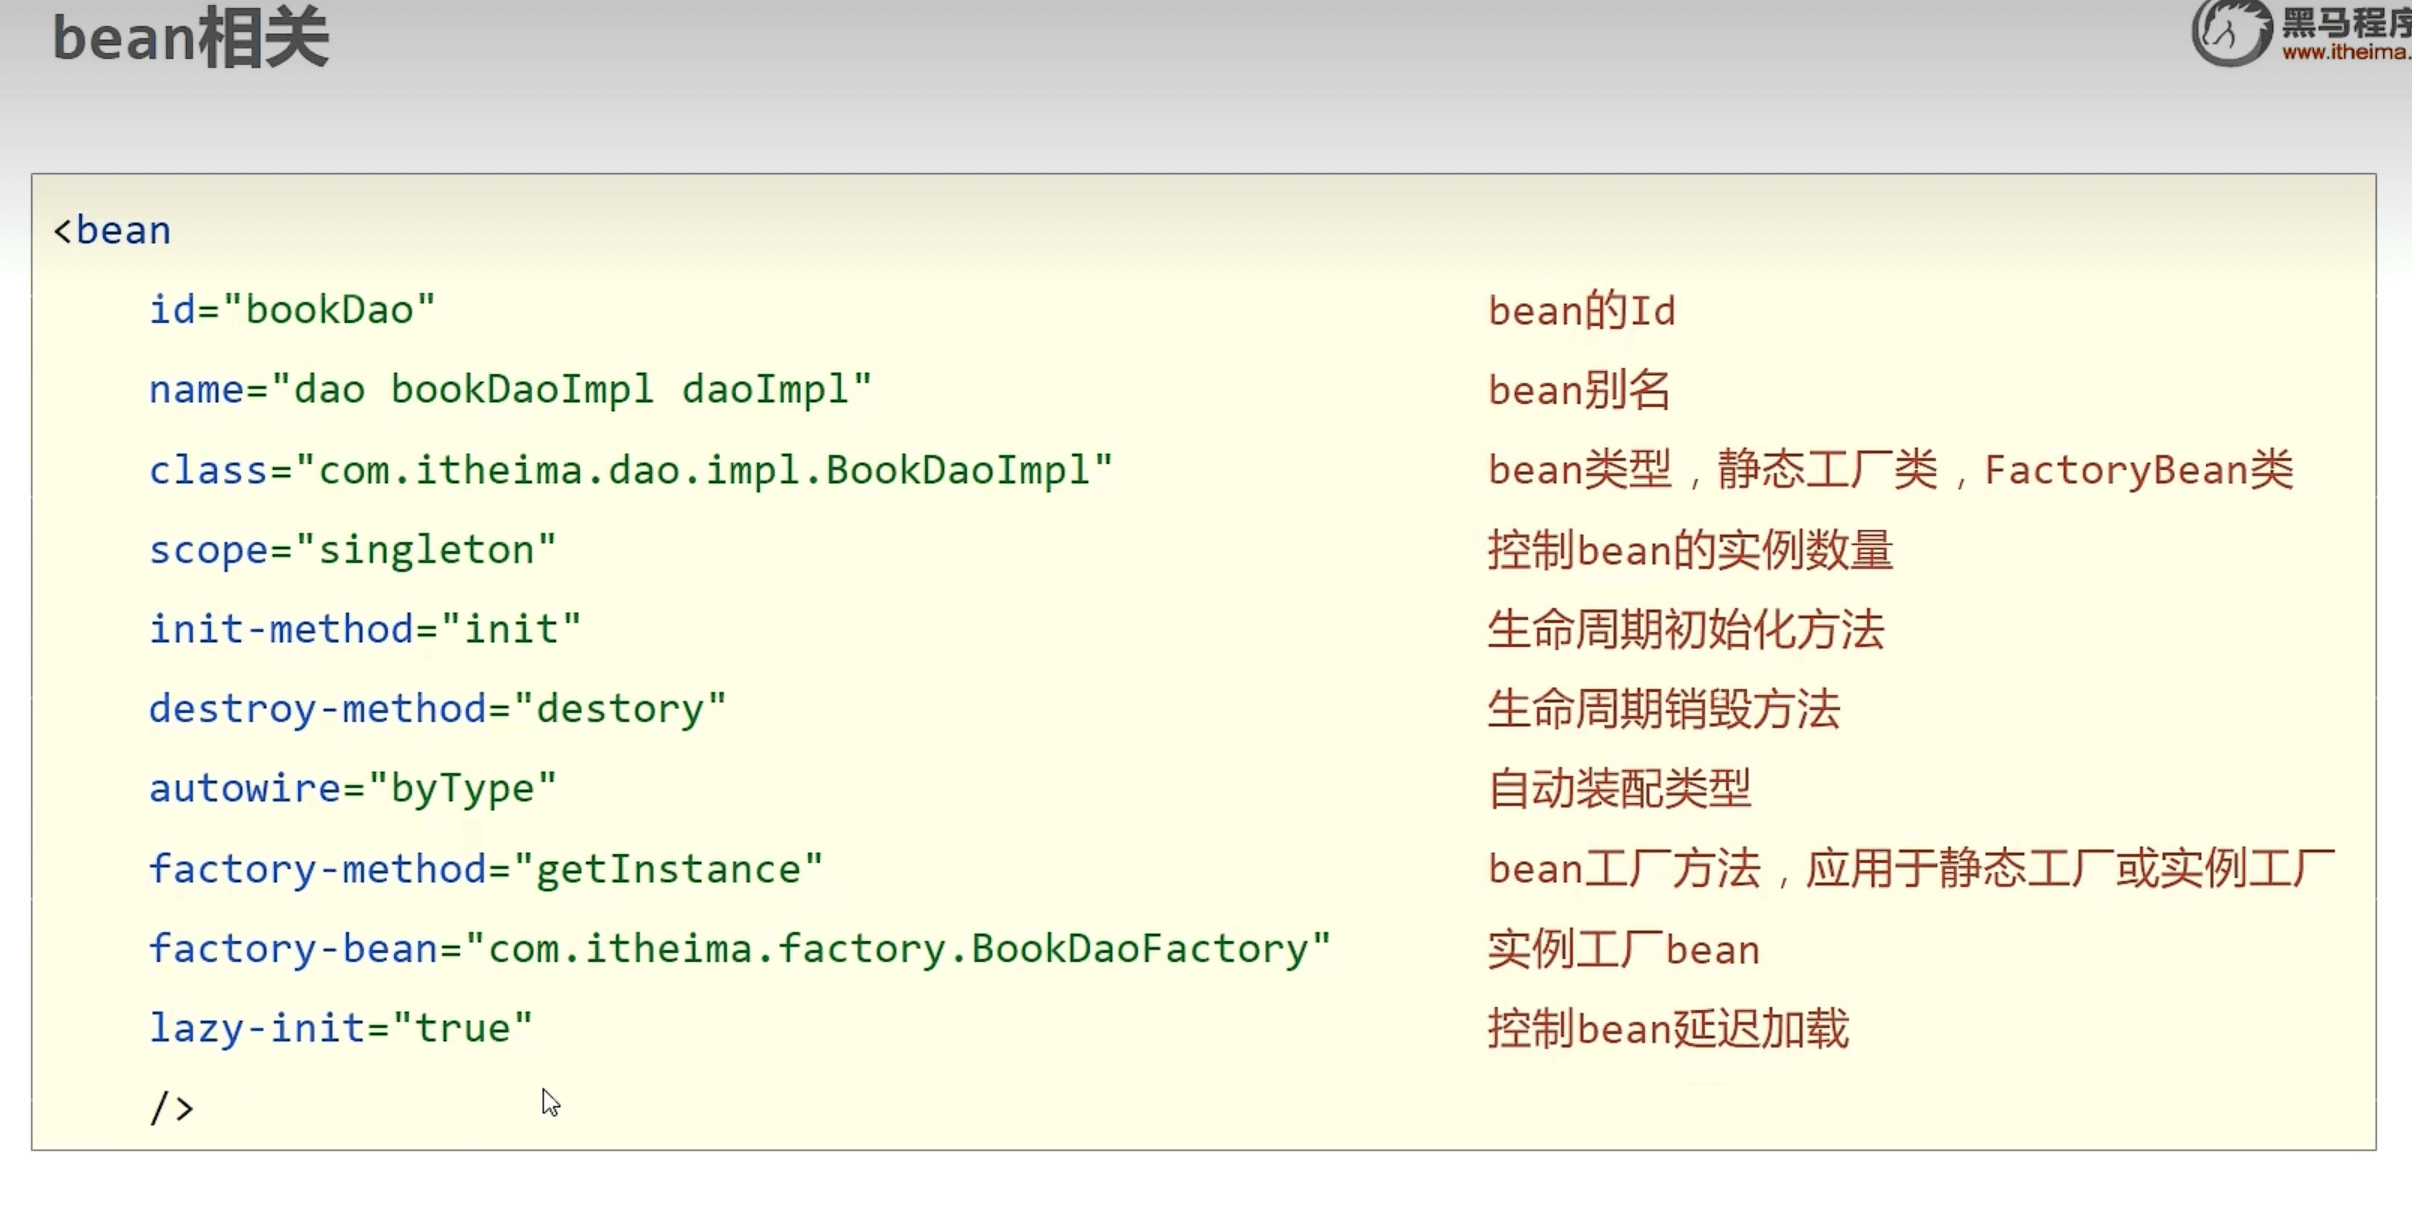 bean相关
黑马程序
www.itheima.
<bean
id="bookDao" bean的Id
name="dao bookDaoImpl daoImpl" bean别名
class="com.itheima.dao.impl.BookDaoImpl" bean类型，静态工厂类，FactoryBean类
scope="singleton" 控制bean的实例数量
init-method="init" 生命周期初始化方法
destroy-method="destory" 生命周期销毁方法
autowire="byType" 自动装配类型
factory-method="getInstance" bean工厂方法，应用于静态工厂或实例工厂
factory-bean="com.itheima.factory.BookDaoFactory" 实例工厂bean
lazy-init="true" 控制bean延迟加载
/>